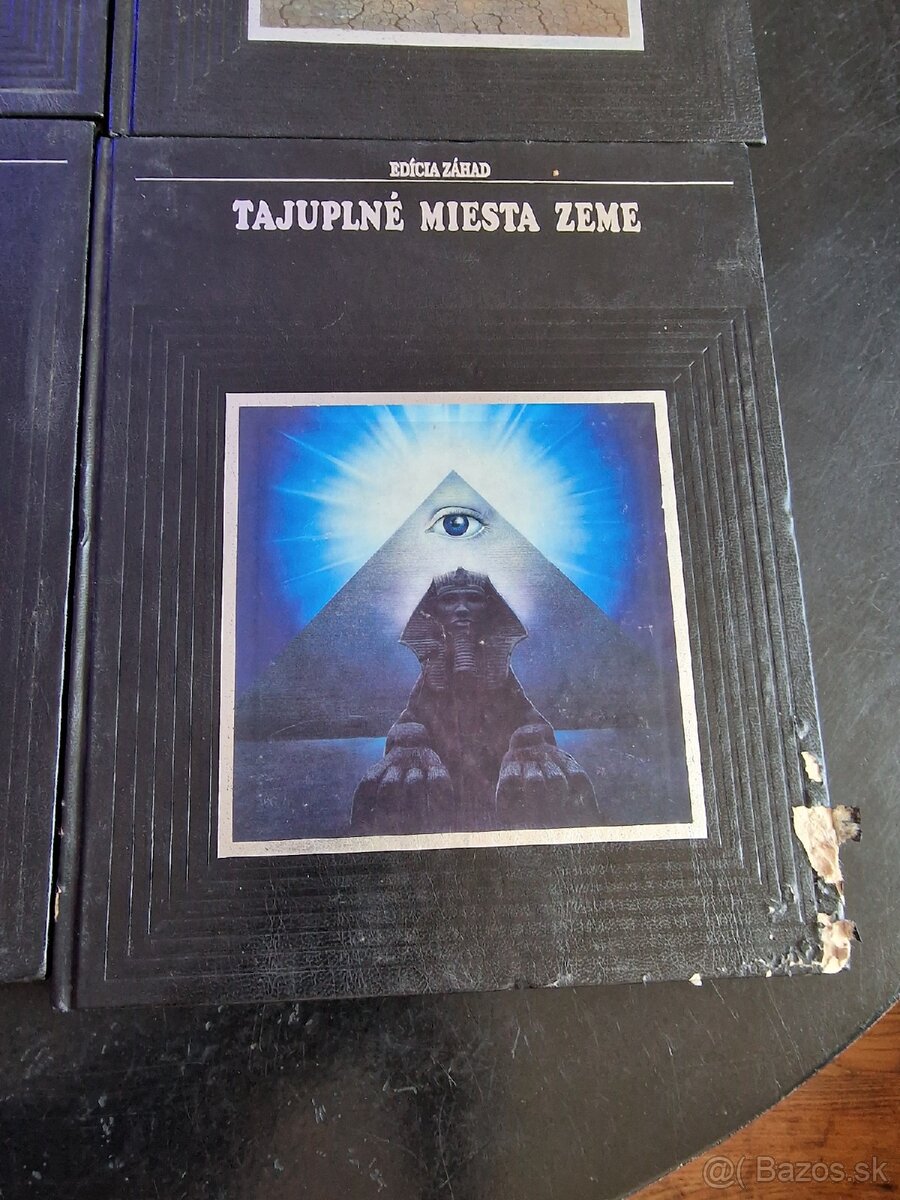 EDÍCIA ZÁHAD
TAJUPLNÉ MIESTA ZEME
@( Bazos.sk